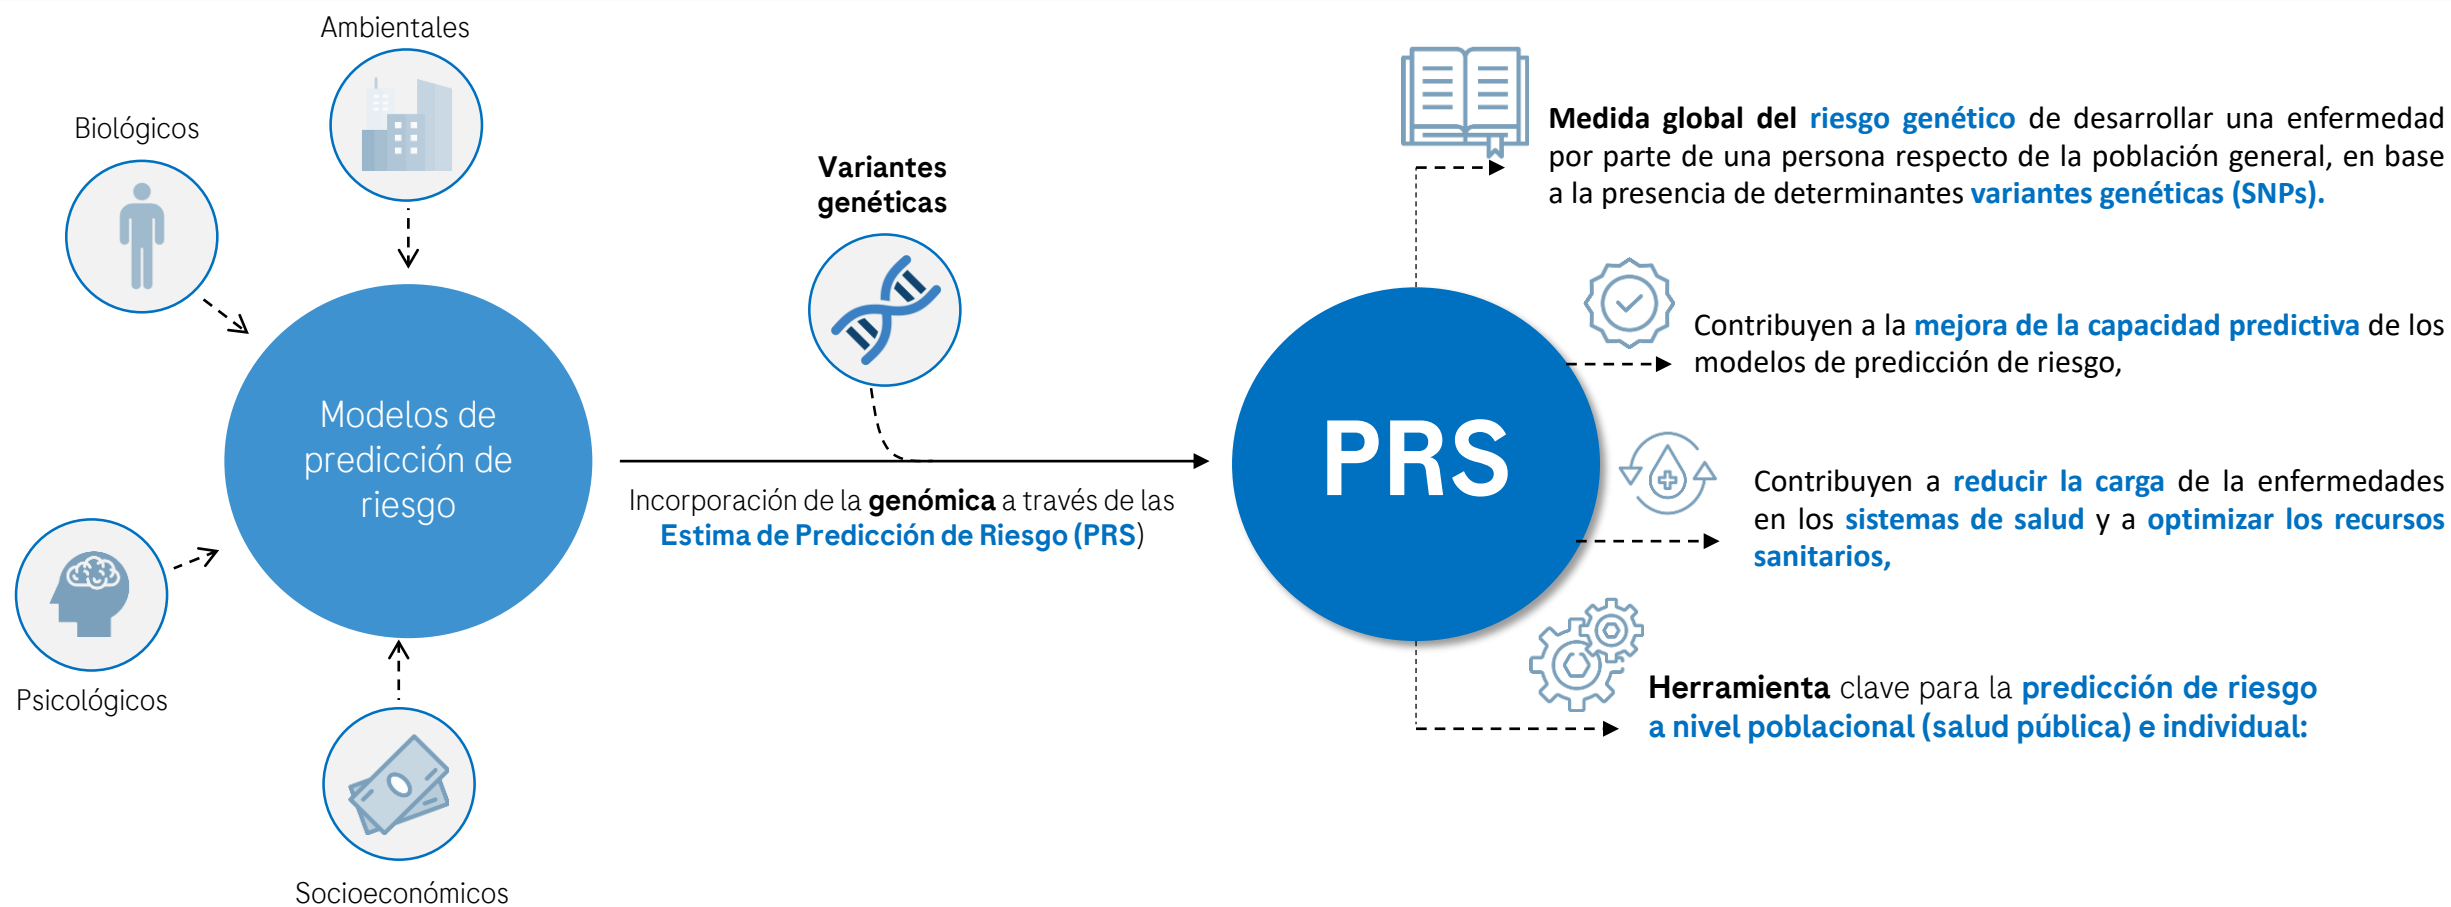 Ambientales
Biológicos
Modelos de
predicción de
riesgo
Psicológicos
Socioeconómicos
Variantes
genéticas
Incorporación de la genómica a través de las
Estima de Predicción de Riesgo (PRS)
PRS
Medida global del riesgo genético de desarrollar una enfermedad
por parte de una persona respecto de la población general, en base
a la presencia de determinantes variantes genéticas (SNPs).
Contribuyen a la mejora de la capacidad predictiva de los
modelos de predicción de riesgo,
Contribuyen a reducir la carga de la enfermedades
en los sistemas de salud y a optimizar los recursos
sanitarios,
Herramienta clave para la predicción de riesgo
a nivel poblacional (salud pública) e individual: